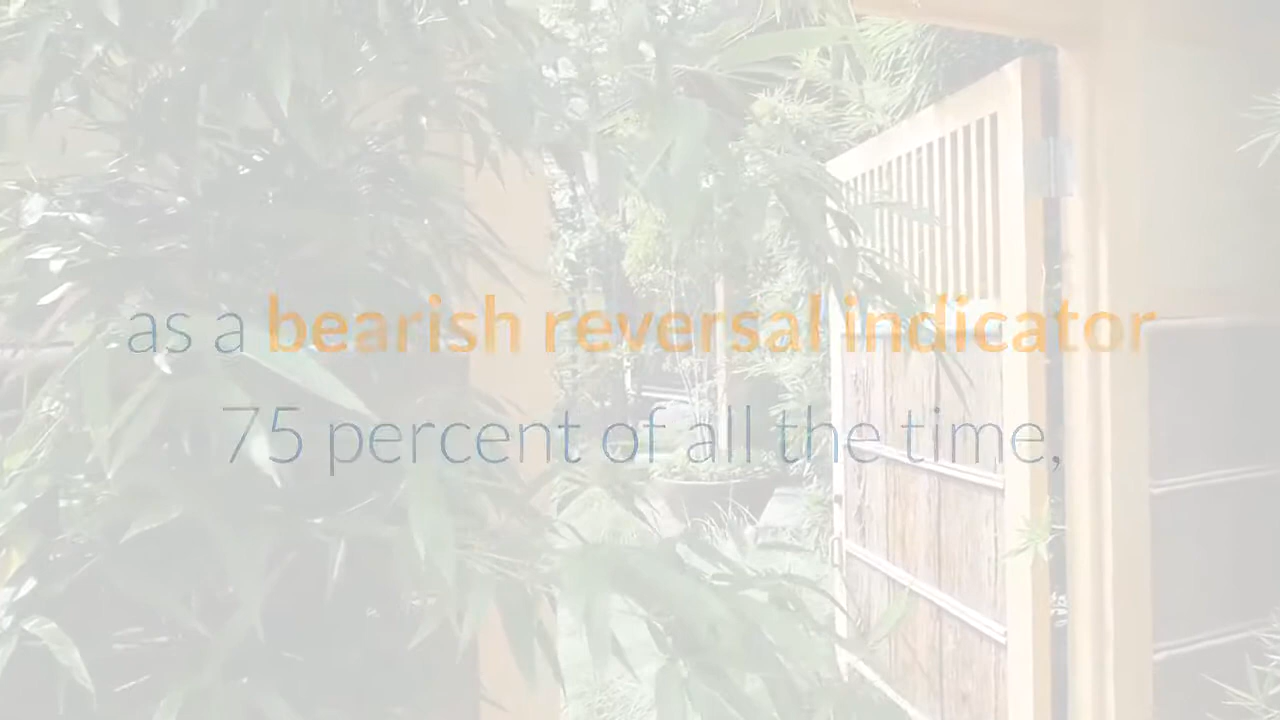 as a bearish reversal indicator
75 percent of all the time,